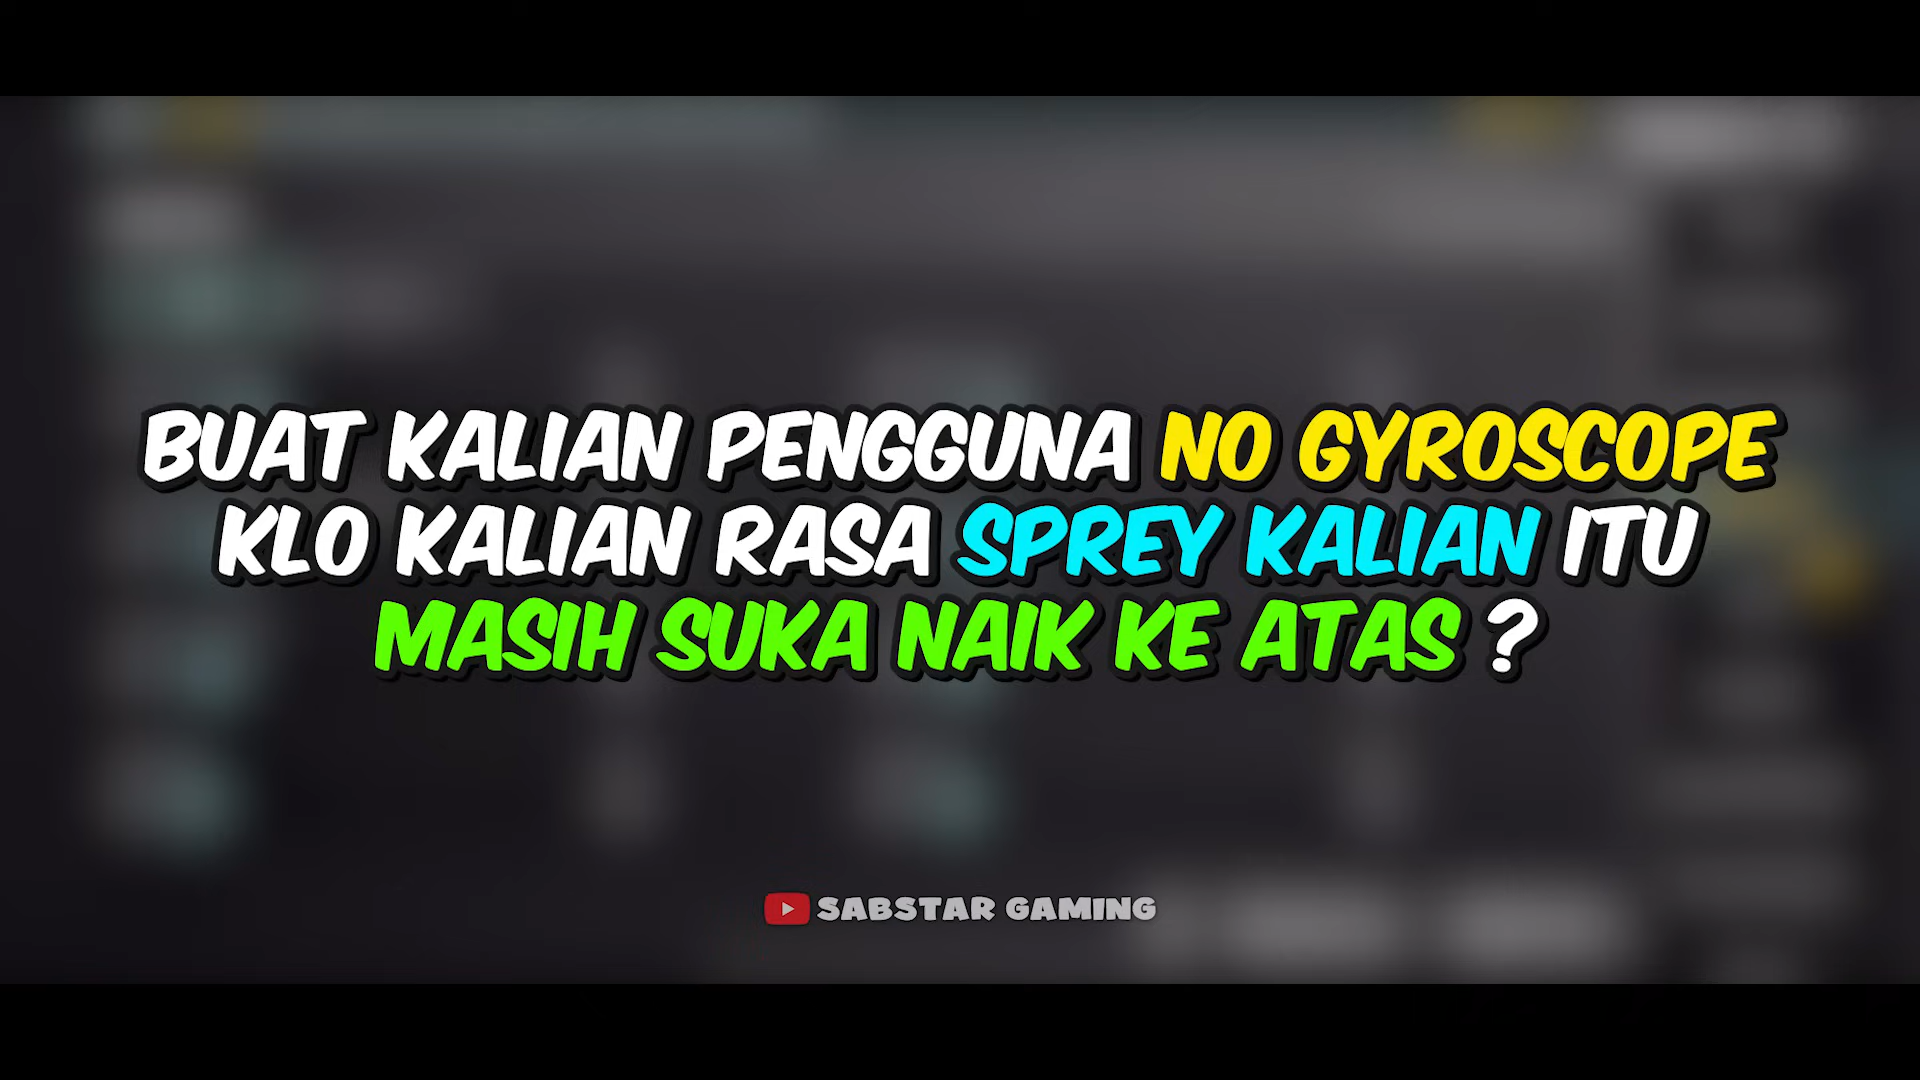 BUAT KALIAN PENGGUNA NO GYROSCOPE
KLO KALIAN RASA SPREY KALIAN ITU
MASIH SUKA NAIK KE ATAS ?
SABSTAR GAMING